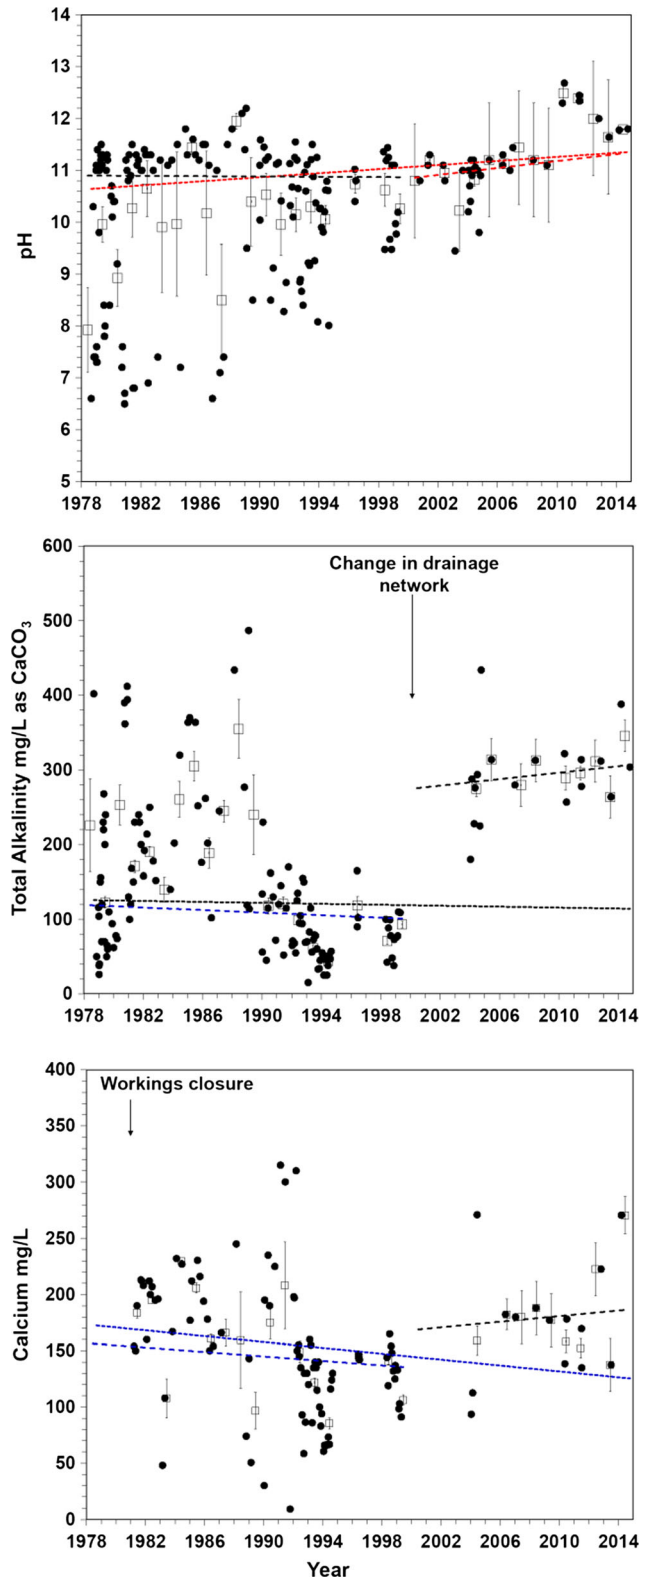 14
13
12
11
10
9
8
7
6
5
pH
1978 1982 1986 1990 1994 1998 2002 2006 2010 2014
600
500
400
300
200
100
0
Total Alkalinity mg/L as CaCO3
Change in drainage
network
1978 1982 1986 1990 1994 1998 2002 2006 2010 2014
400
350
300
250
200
150
100
50
0
Calcium mg/L
Workings closure
1978 1982 1986 1990 1994 1998 2002 2006 2010 2014
Year